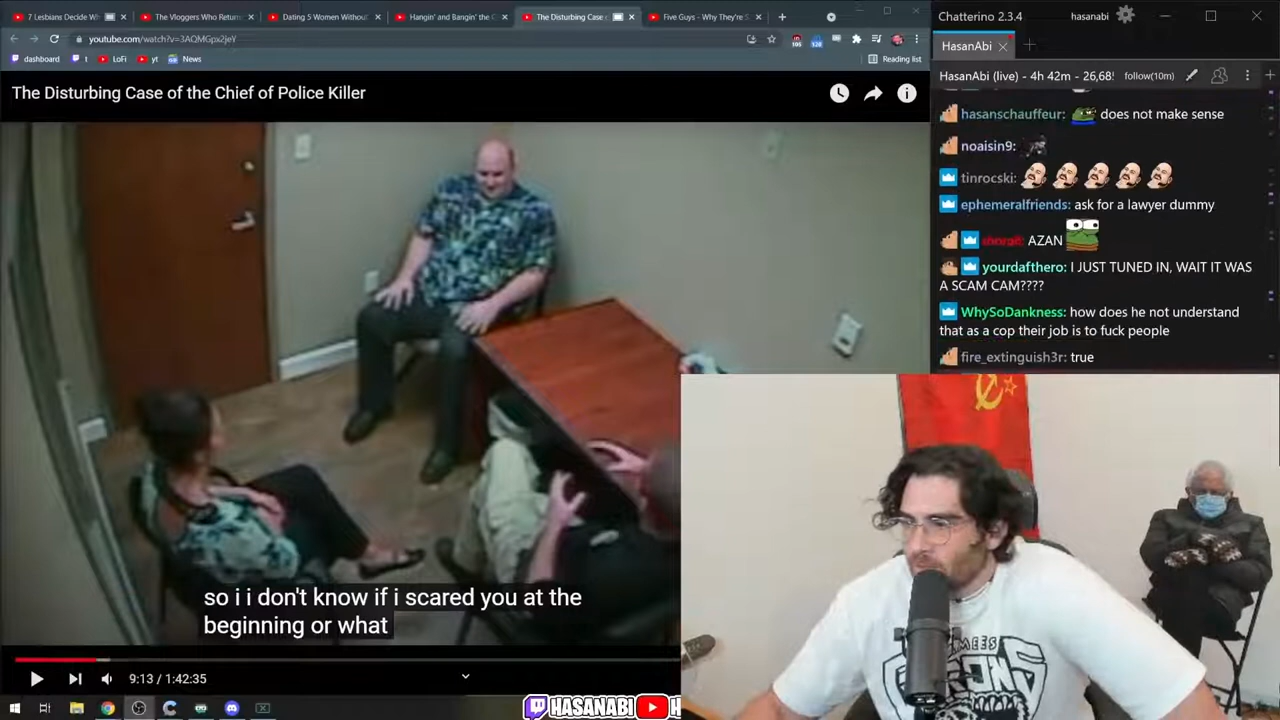 7 Lesbians Decide Wh
The Vloggers Who Return
Dating 5 Women Without
Hangin' and Bangin' the C
The Disturbing Case o
Five Guys - Why They're S
youtube.com/watch?v=3AQMGpx2jeY
dashboard
t
LoFi
yt
News
Reading list
The Disturbing Case of the Chief of Police Killer
so i i don't know if i scared you at the
beginning or what
9:13 / 1:42:35
HASANABI
Chatterino 2.3.4
hasanabi
HasanAbi
HasanAbi (live) - 4h 42m - 26,68!
follow(10m)
hasanschauffeur: does not make sense
noaisin9:
tinrocski:
ephemeralfriends: ask for a lawyer dummy
AZAN
yourdafthero: I JUST TUNED IN, WAIT IT WAS
A SCAM CAM????
WhySoDankness: how does he not understand
that as a cop their job is to fuck people
fire_extinguish3r: true